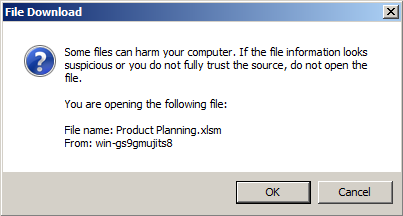 File Download
Some files can harm your computer. If the file information looks
suspicious or you do not fully trust the source, do not open the
file.
You are opening the following file:
File name: Product Planning.xlsm
From: win-gs9gmujits8
OK
Cancel